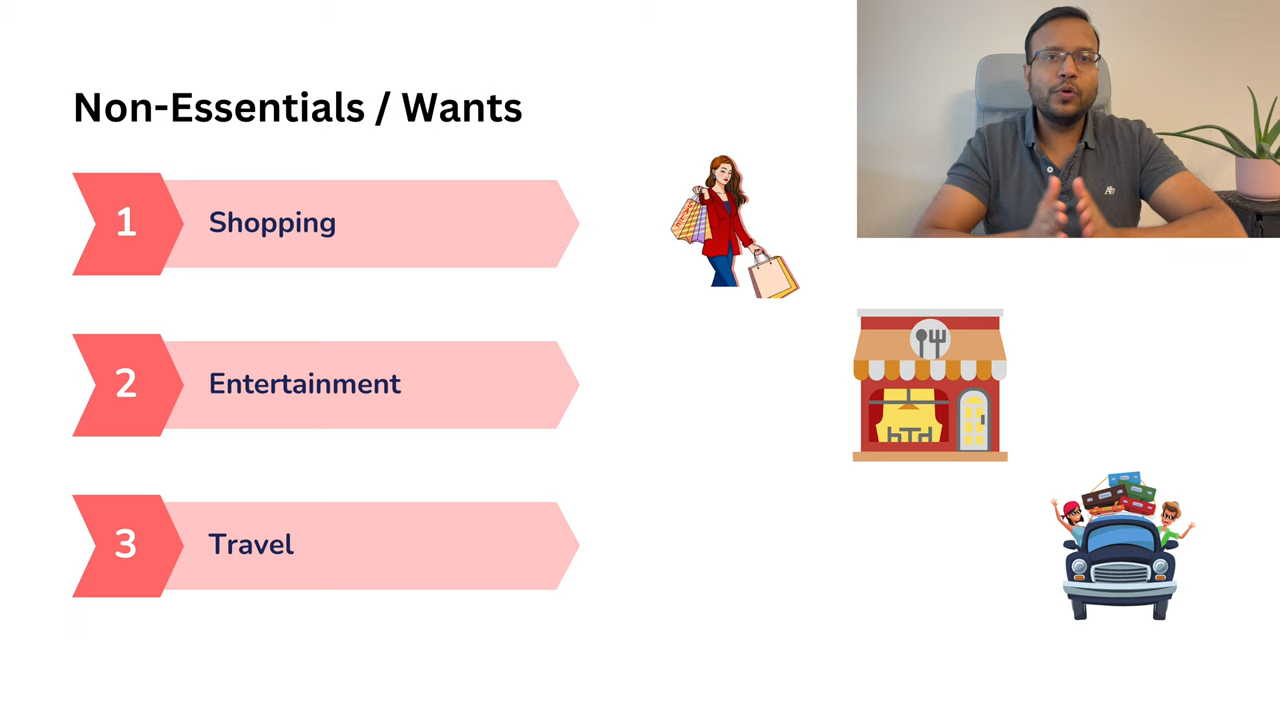 Non-Essentials / Wants
1
Shopping
2
Entertainment
3
Travel